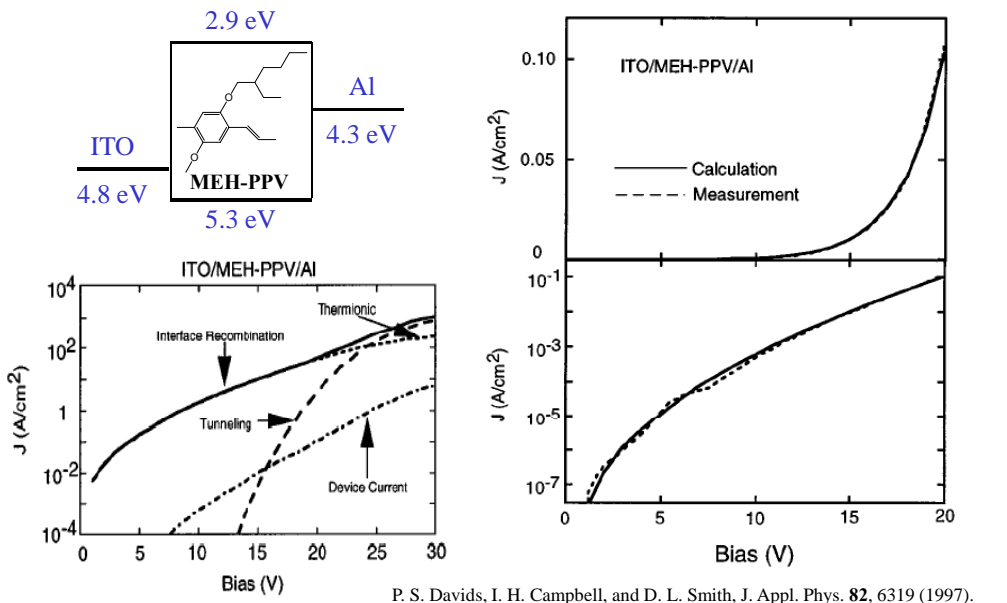 2.9 eV
O
Al
4.3 eV
ITO
4.8 eV
O
MEH-PPV
5.3 eV
ITO/MEH-PPV/Al
J (A/cm²)
10⁴
10²
1
10⁻²
10⁻⁴
Thermionic
Interface Recombination
Tunneling
Device Current
0 5 10 15 20 25 30
Bias (V)
J (A/cm²)
0.10
0.05
0
ITO/MEH-PPV/Al
Calculation
Measurement
J (A/cm²)
10⁻¹
10⁻³
10⁻⁵
10⁻⁷
0 5 10 15 20
Bias (V)
P. S. Davids, I. H. Campbell, and D. L. Smith, J. Appl. Phys. 82, 6319 (1997).